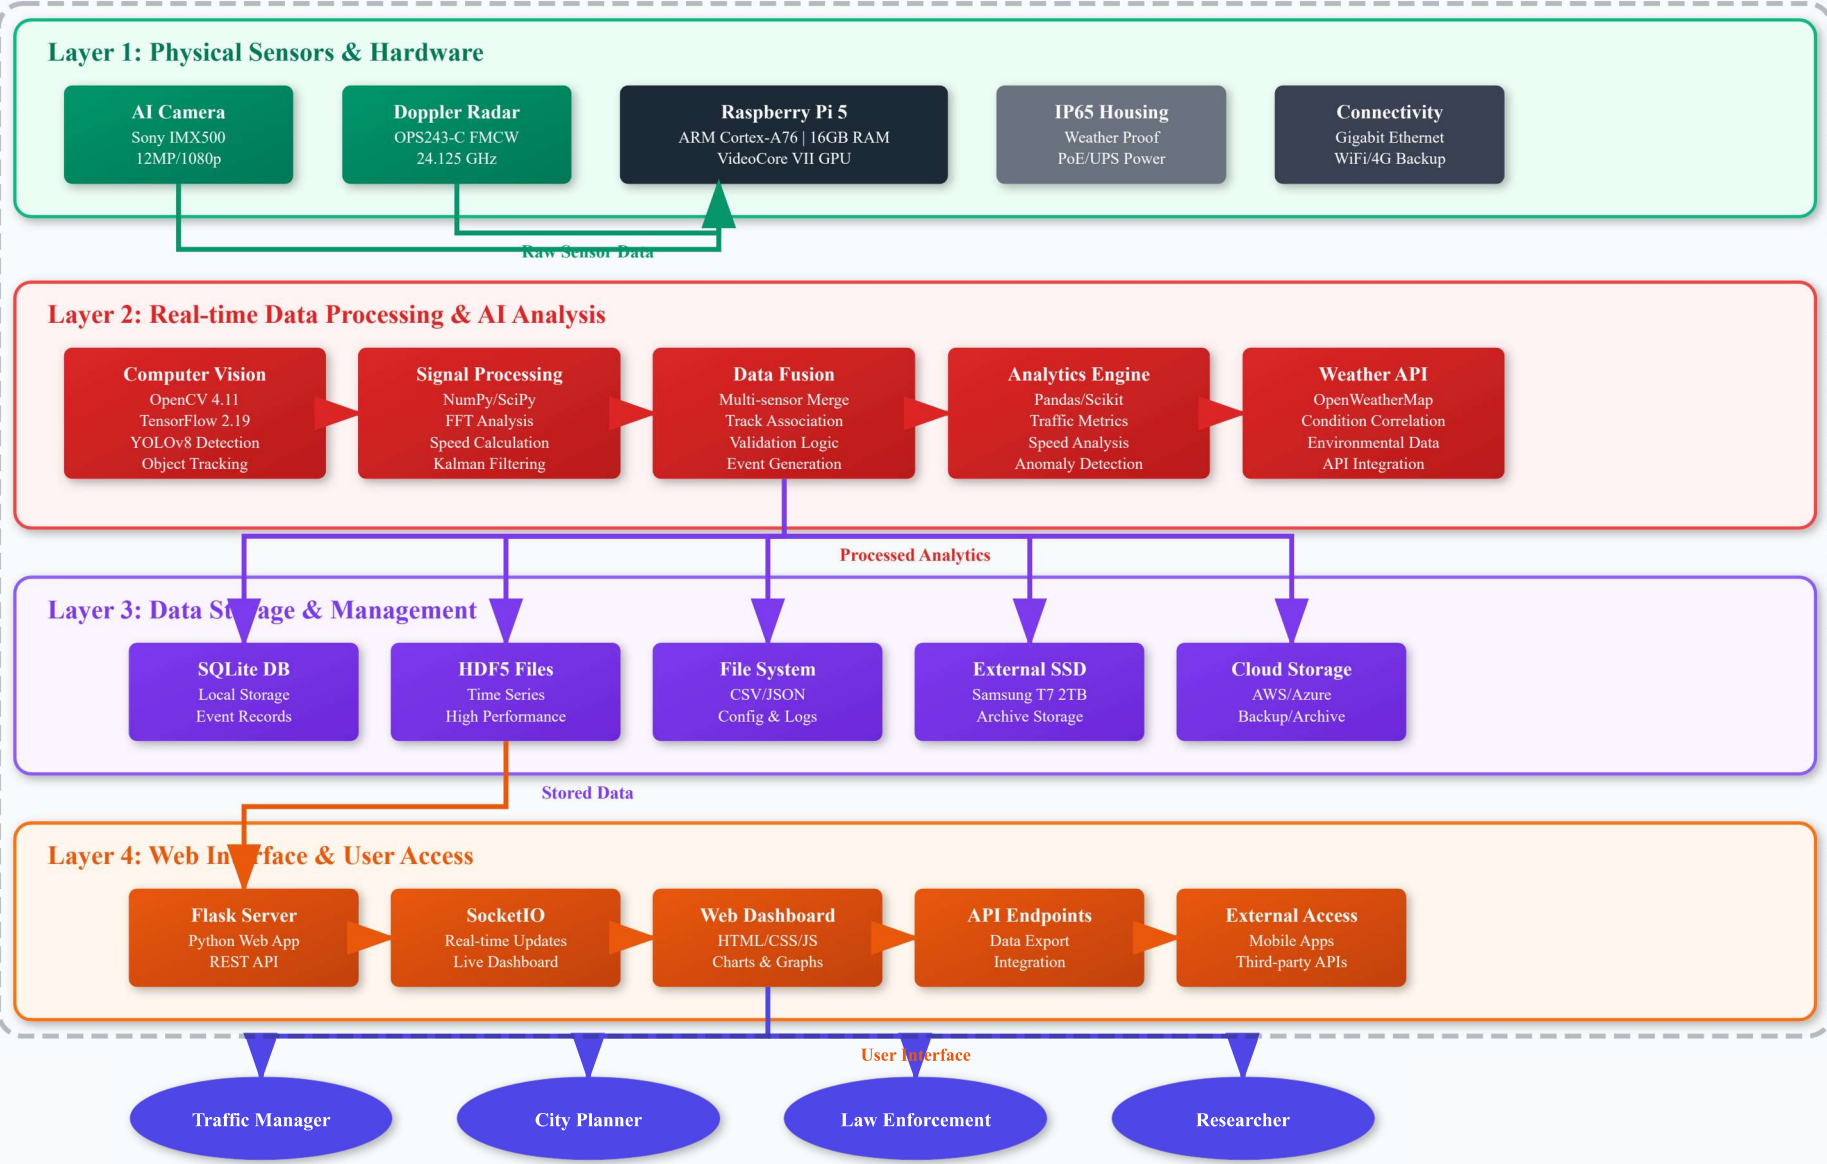 Layer 1: Physical Sensors & Hardware
AI Camera
Sony IMX500
12MP/1080p
Doppler Radar
OPS243-C FMCW
24.125 GHz
Raspberry Pi 5
ARM Cortex-A76 | 16GB RAM
VideoCore VII GPU
IP65 Housing
Weather Proof
PoE/UPS Power
Connectivity
Gigabit Ethernet
WiFi/4G Backup
Raw Sensor Data
Layer 2: Real-time Data Processing & AI Analysis
Computer Vision
OpenCV 4.11
TensorFlow 2.19
YOLOv8 Detection
Object Tracking
Signal Processing
NumPy/SciPy
FFT Analysis
Speed Calculation
Kalman Filtering
Data Fusion
Multi-sensor Merge
Track Association
Validation Logic
Event Generation
Analytics Engine
Pandas/Scikit
Traffic Metrics
Speed Analysis
Anomaly Detection
Weather API
OpenWeatherMap
Condition Correlation
Environmental Data
API Integration
Processed Analytics
Layer 3: Data Storage & Management
SQLite DB
Local Storage
Event Records
HDF5 Files
Time Series
High Performance
File System
CSV/JSON
Config & Logs
External SSD
Samsung T7 2TB
Archive Storage
Cloud Storage
AWS/Azure
Backup/Archive
Stored Data
Layer 4: Web Interface & User Access
Flask Server
Python Web App
REST API
SocketIO
Real-time Updates
Live Dashboard
Web Dashboard
HTML/CSS/JS
Charts & Graphs
API Endpoints
Data Export
Integration
External Access
Mobile Apps
Third-party APIs
User Interface
Traffic Manager
City Planner
Law Enforcement
Researcher